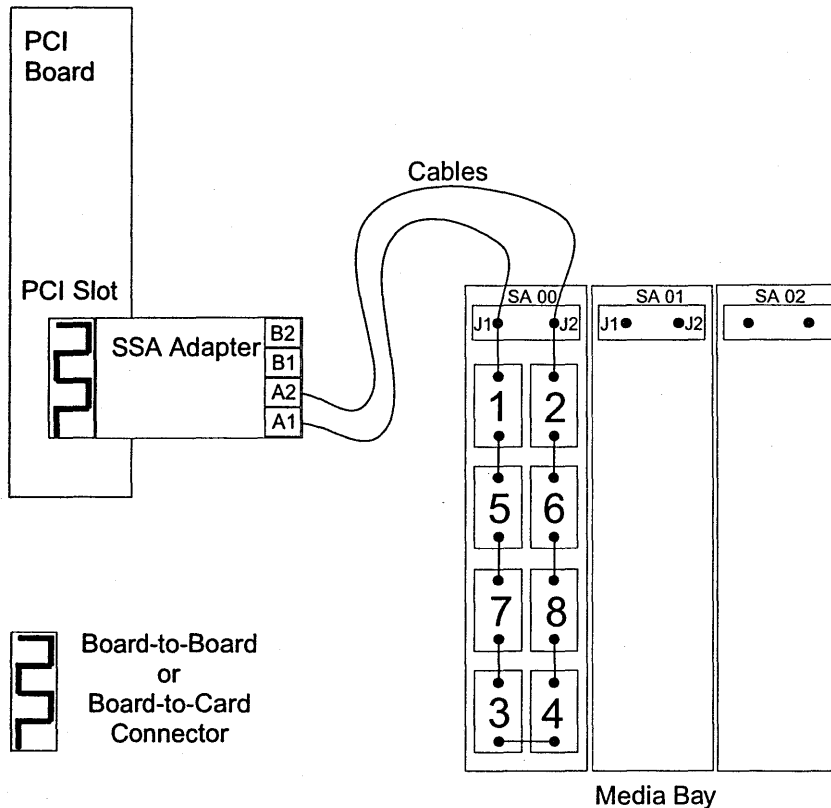 PCI
Board
Cables
PCI Slot
SSA Adapter
B2
B1
A2
A1
SA 00
SA 01
SA 02
J1
J2
J1
J2
1
2
5
6
7
8
3
4
Board-to-Board
or
Board-to-Card
Connector
Media Bay